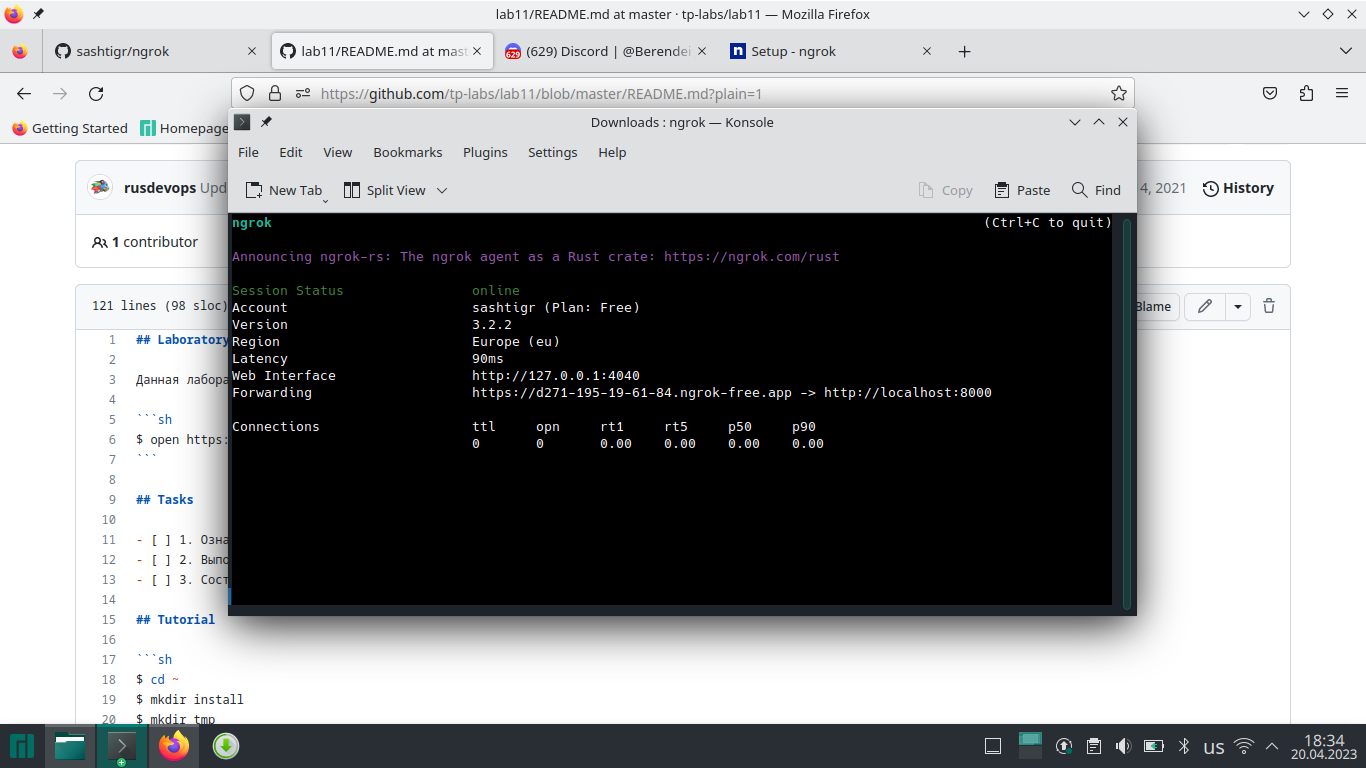 lab11/README.md at master · tp-labs/lab11 — Mozilla Firefox
sashtigr/ngrok
lab11/README.md at mast
(629) Discord | @Berendei
Setup - ngrok
https://github.com/tp-labs/lab11/blob/master/README.md?plain=1
Getting Started
Homepage
Downloads : ngrok — Konsole
File Edit View Bookmarks Plugins Settings Help
New Tab Split View Copy Paste Find
rusdevops Upd
4, 2021 History
1 contributor
ngrok (Ctrl+C to quit)
Announcing ngrok-rs: The ngrok agent as a Rust crate: https://ngrok.com/rust
Session Status online
Account sashtigr (Plan: Free)
Version 3.2.2
Region Europe (eu)
Latency 90ms
Web Interface http://127.0.0.1:4040
Forwarding https://d271-195-19-61-84.ngrok-free.app -> http://localhost:8000
Connections ttl opn rt1 rt5 p50 p90
0 0 0.00 0.00 0.00 0.00
121 lines (98 sloc)
Blame
1 ## Laboratory
2
3 Данная лабора
4
5 ```sh
6 $ open https:
7 ```
8
9 ## Tasks
10
11 - [ ] 1. Озна
12 - [ ] 2. Выпо
13 - [ ] 3. Сост
14
15 ## Tutorial
16
17 ```sh
18 $ cd ~
19 $ mkdir install
20 $ mkdir tmp
629
us
18:34
20.04.2023